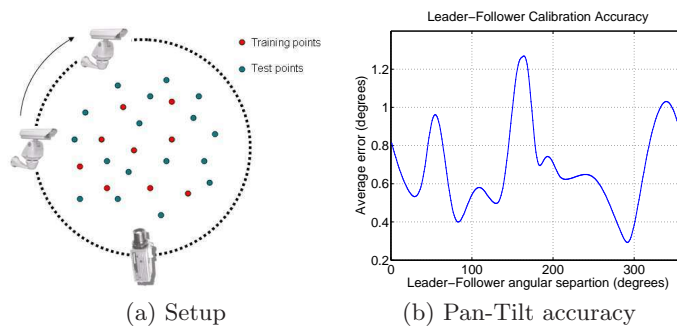 Training points
Test points
(a) Setup
Leader-Follower Calibration Accuracy
Average error (degrees)
1.2
1
0.8
0.6
0.4
0.2
0
100
200
300
Leader-Follower angular separtion (degrees)
(b) Pan-Tilt accuracy